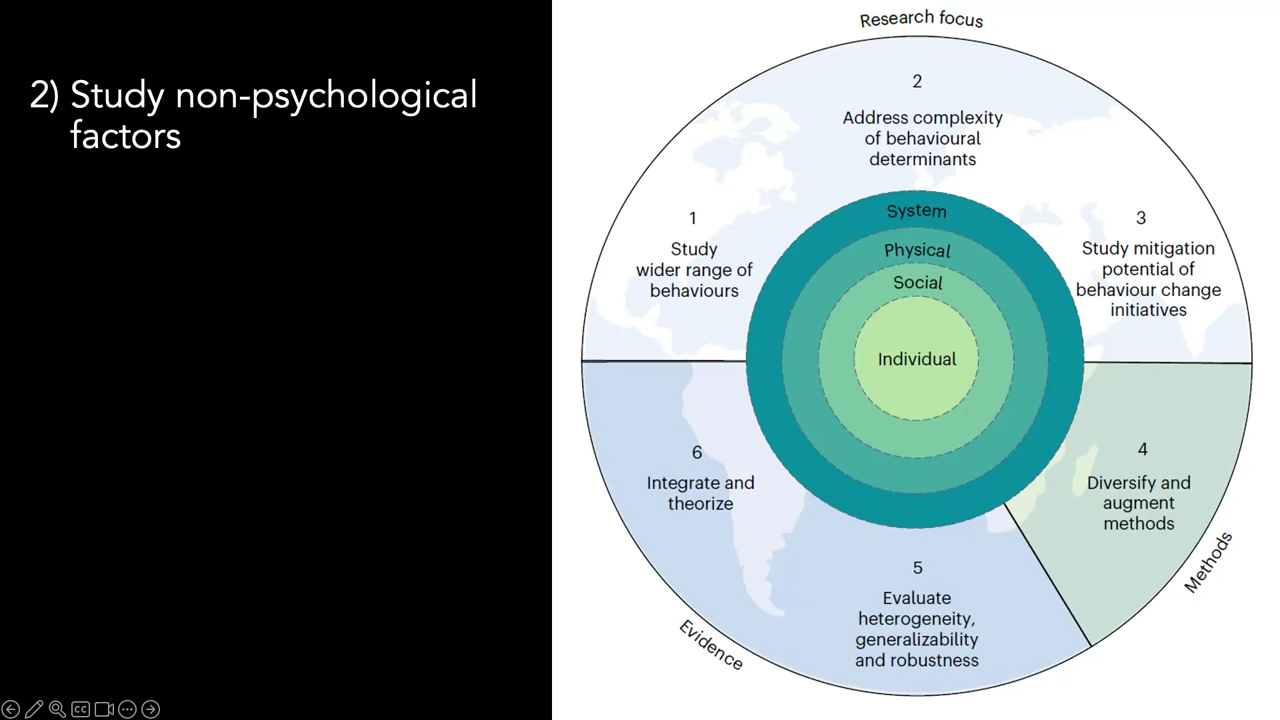 2) Study non-psychological
factors
Research focus
2
Address complexity
of behavioural
determinants
1
Study
wider range of
behaviours
3
Study mitigation
potential of
behaviour change
initiatives
System
Physical
Social
Individual
6
Integrate and
theorize
4
Diversify and
augment
methods
5
Evaluate
heterogeneity,
generalizability
and robustness
Methods
Evidence
CC